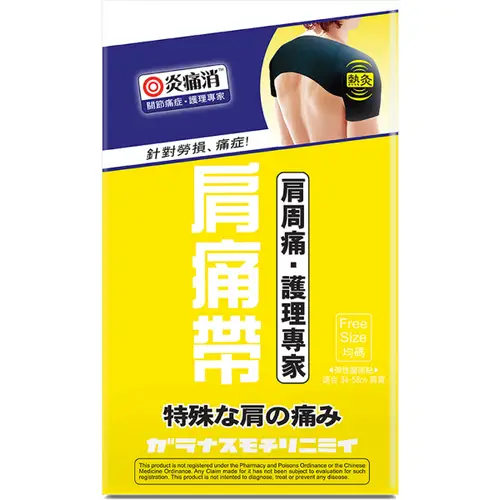 炎痛消™
關節痛症·護理專家
熱灸
針對勞損、痛症!
肩痛帶
肩周痛·護理專家
Free
Size
均碼
特殊な肩の痛み
ガラナスモチリニミイ
This product is not registered under the Pharmacy and Poisons Ordinance or the Chinese
Medicine Ordinance. Any Claim made for it has not been subject to evaluation for such
registration. This product is not intended to diagnose, treat or prevent any disease.